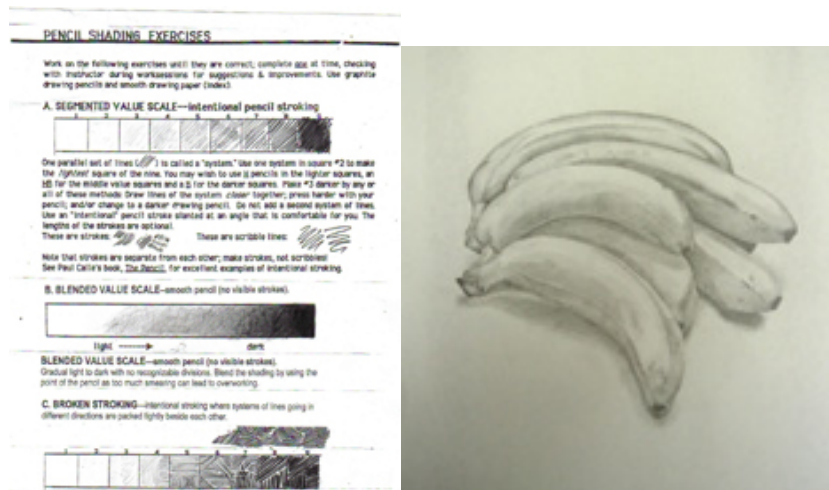 PENCIL SHADING EXERCISES
Work on the following exercises until they are correct; complete one at time, checking
with instructor during worksessions for suggestions & improvements. Use graphite
drawing pencils and smooth drawing paper (index).
A. SEGMENTED VALUE SCALE—intentional pencil stroking
1 2 3 4 5 6 7 8 9
One parallel set of lines ( ) is called a "system." Use one system in square #2 to make
the lightest square of the nine. You may wish to use H pencils in the lighter squares, an
HB for the middle value squares and a B for the darker squares. Make #3 darker by any or
all of these methods: Draw lines of the system closer together; press harder with your
pencil; and/or change to a darker drawing pencil. Do not add a second system of lines.
Use an "intentional" pencil stroke slanted at an angle that is comfortable for you. The
lengths of the strokes are optional.
These are strokes: These are scribble lines:
Note that strokes are separate from each other; make strokes, not scribbles!
See Paul Calle's book, The Pencil, for excellent examples of intentional stroking.
B. BLENDED VALUE SCALE—smooth pencil (no visible strokes).
light dark
BLENDED VALUE SCALE—smooth pencil (no visible strokes).
Gradual light to dark with no recognizable divisions. Blend the shading by using the
point of the pencil as too much smearing can lead to overworking.
C. BROKEN STROKING—intentional stroking where systems of lines going in
different directions are packed tightly beside each other.
1 2 3 4 5 6 7 8 9